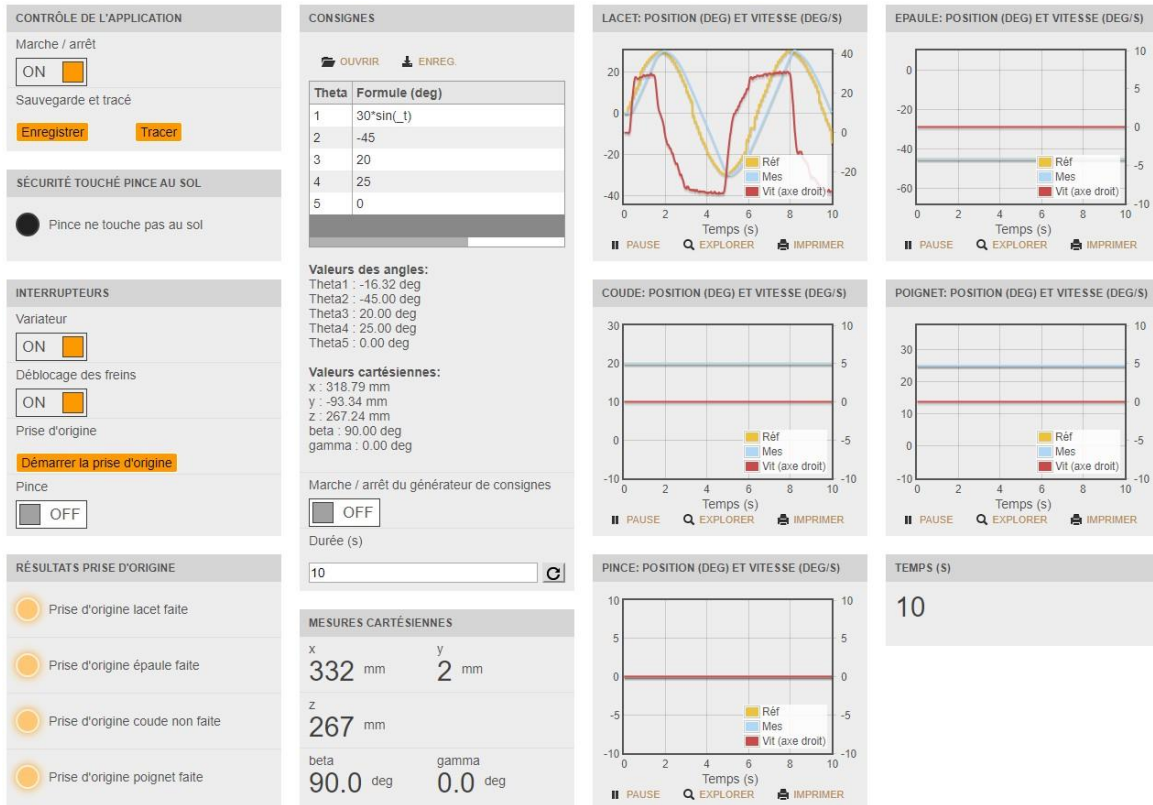 CONTRÔLE DE L'APPLICATION
Marche / arrêt
ON
Sauvegarde et tracé
Enregistrer Tracer
SÉCURITÉ TOUCHÉ PINCE AU SOL
Pince ne touche pas au sol
INTERRUPTEURS
Variateur
ON
Déblocage des freins
ON
Prise d'origine
Démarrer la prise d'origine
Pince
OFF
RÉSULTATS PRISE D'ORIGINE
Prise d'origine lacet faite
Prise d'origine épaule faite
Prise d'origine coude non faite
Prise d'origine poignet faite
CONSIGNES
OUVRIR ENREG.
Theta Formule (deg)
1 30*sin(_t)
2 -45
3 20
4 25
5 0
Valeurs des angles:
Theta1 : -16.32 deg
Theta2 : -45.00 deg
Theta3 : 20.00 deg
Theta4 : 25.00 deg
Theta5 : 0.00 deg
Valeurs cartésiennes:
x : 318.79 mm
y : -93.34 mm
z : 267.24 mm
beta : 90.00 deg
gamma : 0.00 deg
Marche / arrêt du générateur de consignes
OFF
Durée (s)
10
MESURES CARTÉSIENNES
x y
332 mm 2 mm
z
267 mm
beta gamma
90.0 deg 0.0 deg
LACET: POSITION (DEG) ET VITESSE (DEG/S)
40
20
20
0 0
-20
-20
-40
Réf
Mes
Vit (axe droit)
0 2 4 6 8 10
Temps (s)
PAUSE EXPLORER IMPRIMER
EPAULE: POSITION (DEG) ET VITESSE (DEG/S)
10
0
5
-20
0
-40
-5
-60
-10
Réf
Mes
Vit (axe droit)
0 2 4 6 8 10
Temps (s)
PAUSE EXPLORER IMPRIMER
COUDE: POSITION (DEG) ET VITESSE (DEG/S)
30 10
20 5
10 0
0 -5
-10 -10
Réf
Mes
Vit (axe droit)
0 2 4 6 8 10
Temps (s)
PAUSE EXPLORER IMPRIMER
POIGNET: POSITION (DEG) ET VITESSE (DEG/S)
10
30
5
20
10
0
0
-5
-10 -10
Réf
Mes
Vit (axe droit)
0 2 4 6 8 10
Temps (s)
PAUSE EXPLORER IMPRIMER
PINCE: POSITION (DEG) ET VITESSE (DEG/S)
10 10
5 5
0 0
-5 -5
-10 -10
Réf
Mes
Vit (axe droit)
0 2 4 6 8 10
Temps (s)
PAUSE EXPLORER IMPRIMER
TEMPS (S)
10